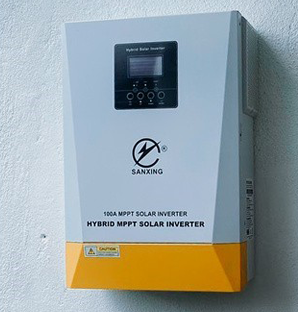 Hybrid Solar Inverter
®
SANXING
100A MPPT SOLAR INVERTER
HYBRID MPPT SOLAR INVERTER
CAUTION